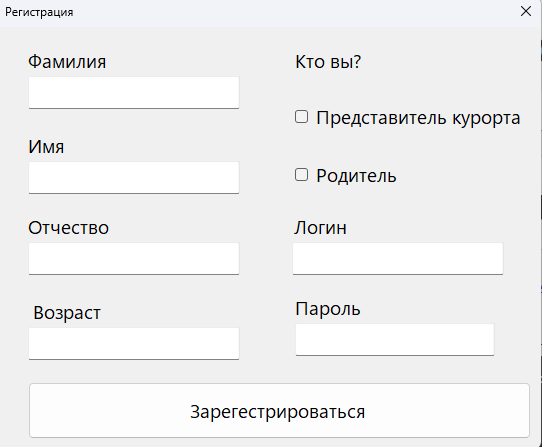 Регистрация
Фамилия
Кто вы?
Представитель курорта
Имя
Родитель
Отчество
Логин
Возраст
Пароль
Зарегестрироваться